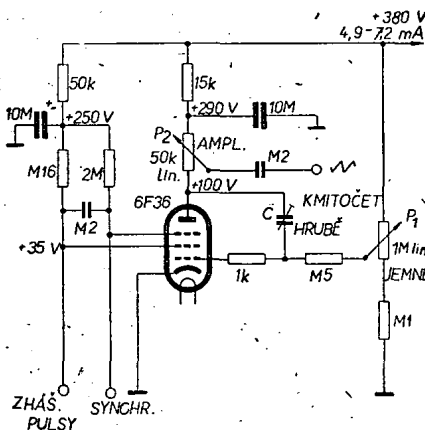 +380 V
4,9-7,2 mA
50k
15k
10M
+
-
+250 V
+290 V
10M
P2
AMPL.
M16
2M
50k
lin.
M2
M2
+100 V
KMITOČET
6F36
C
HRUBĚ
P1
+35 V
1M lin
1k
M5
JEMNĚ
M1
ZHÁŠ.
PULSY
SYNCHR.